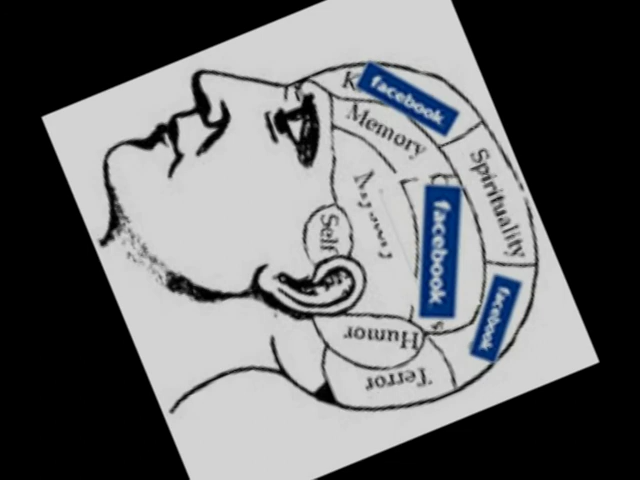 K
facebook
Memory
Spirituality
facebook
Self
facebook
Humor
Terror